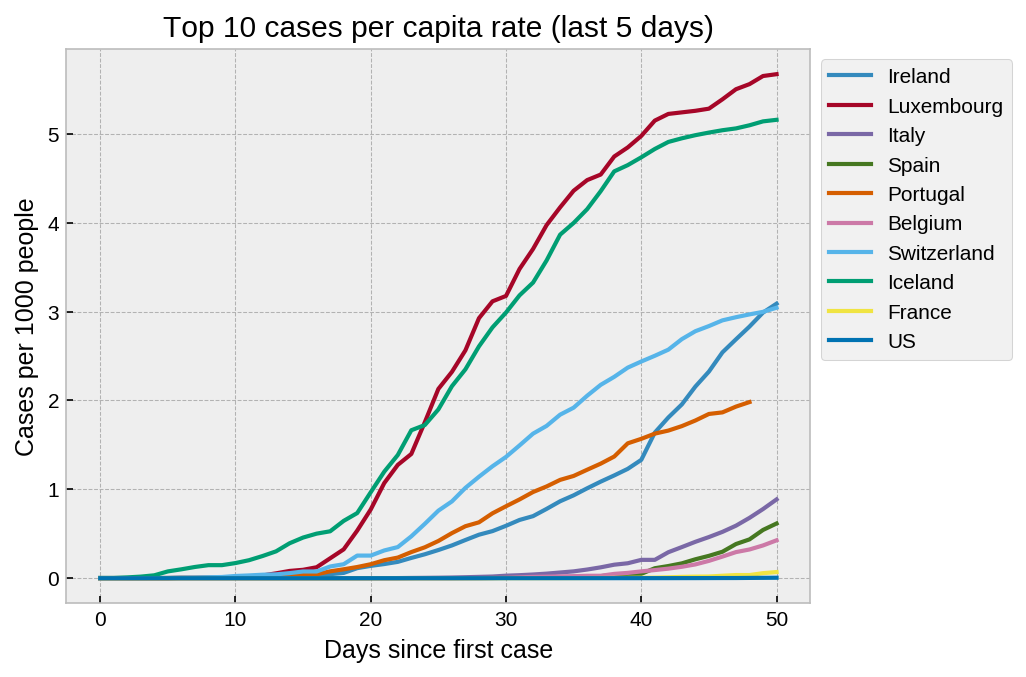 Top 10 cases per capita rate (last 5 days)
Cases per 1000 people
5
4
3
2
1
0
0 10 20 30 40 50
Days since first case
Ireland
Luxembourg
Italy
Spain
Portugal
Belgium
Switzerland
Iceland
France
US